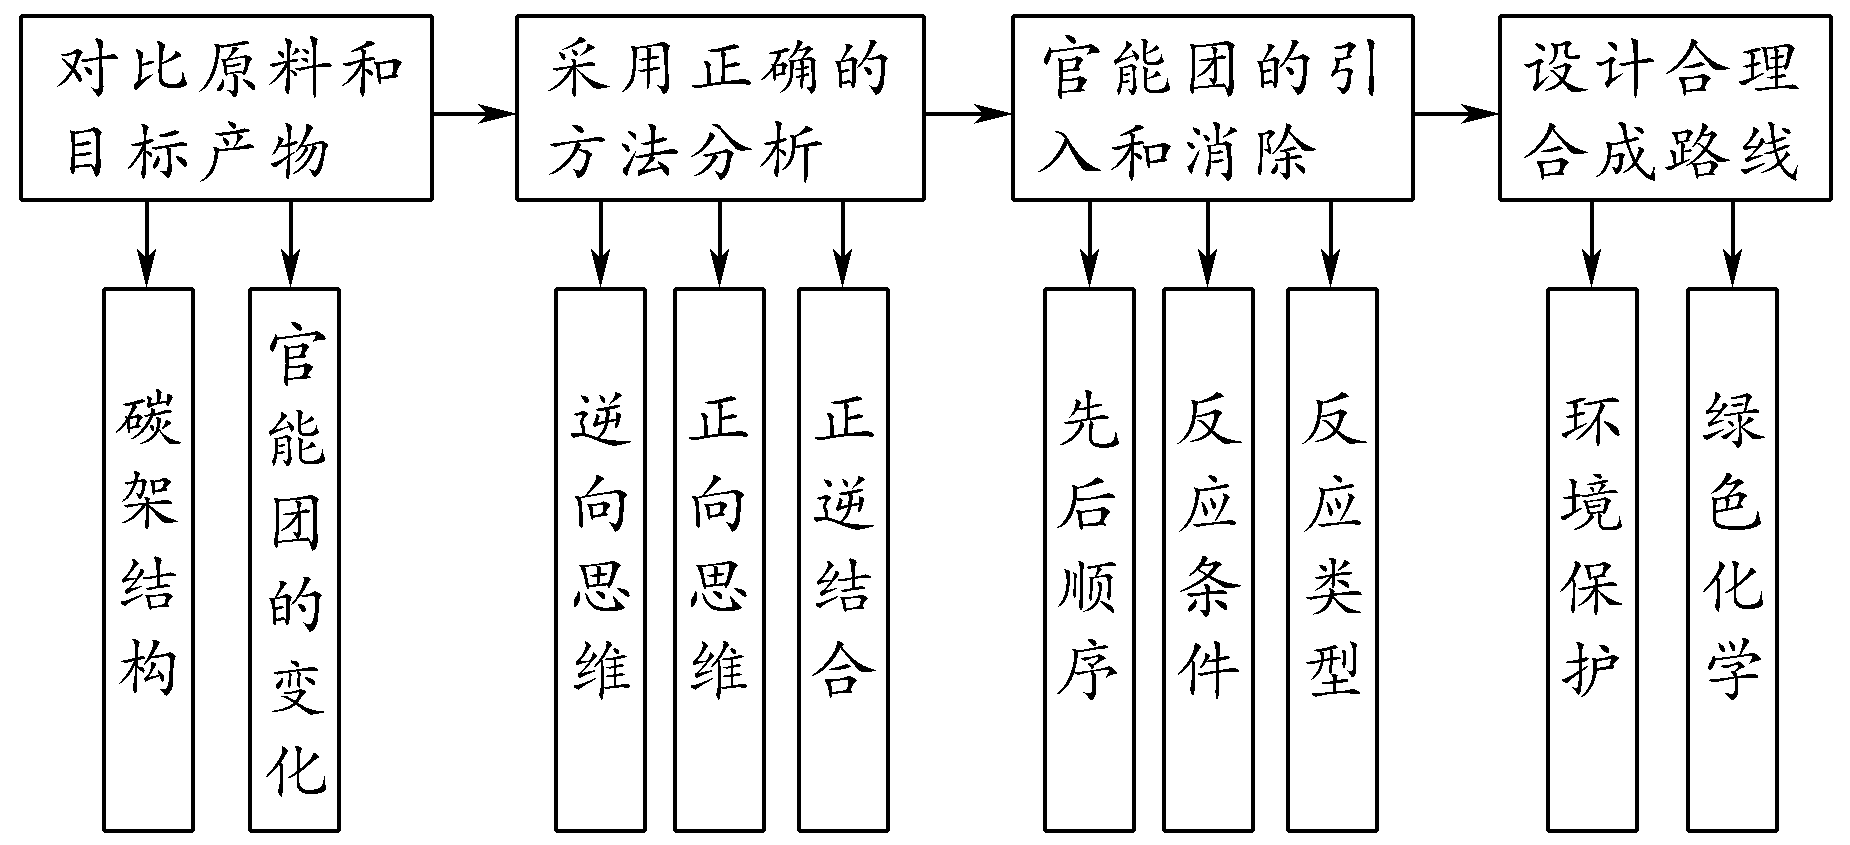 对比原料和
目标产物
采用正确的
方法分析
官能团的引
入和消除
设计合理
合成路线
碳架结构
官能团的变化
逆向思维
正向思维
正逆结合
先后顺序
反应条件
反应类型
环境保护
绿色化学